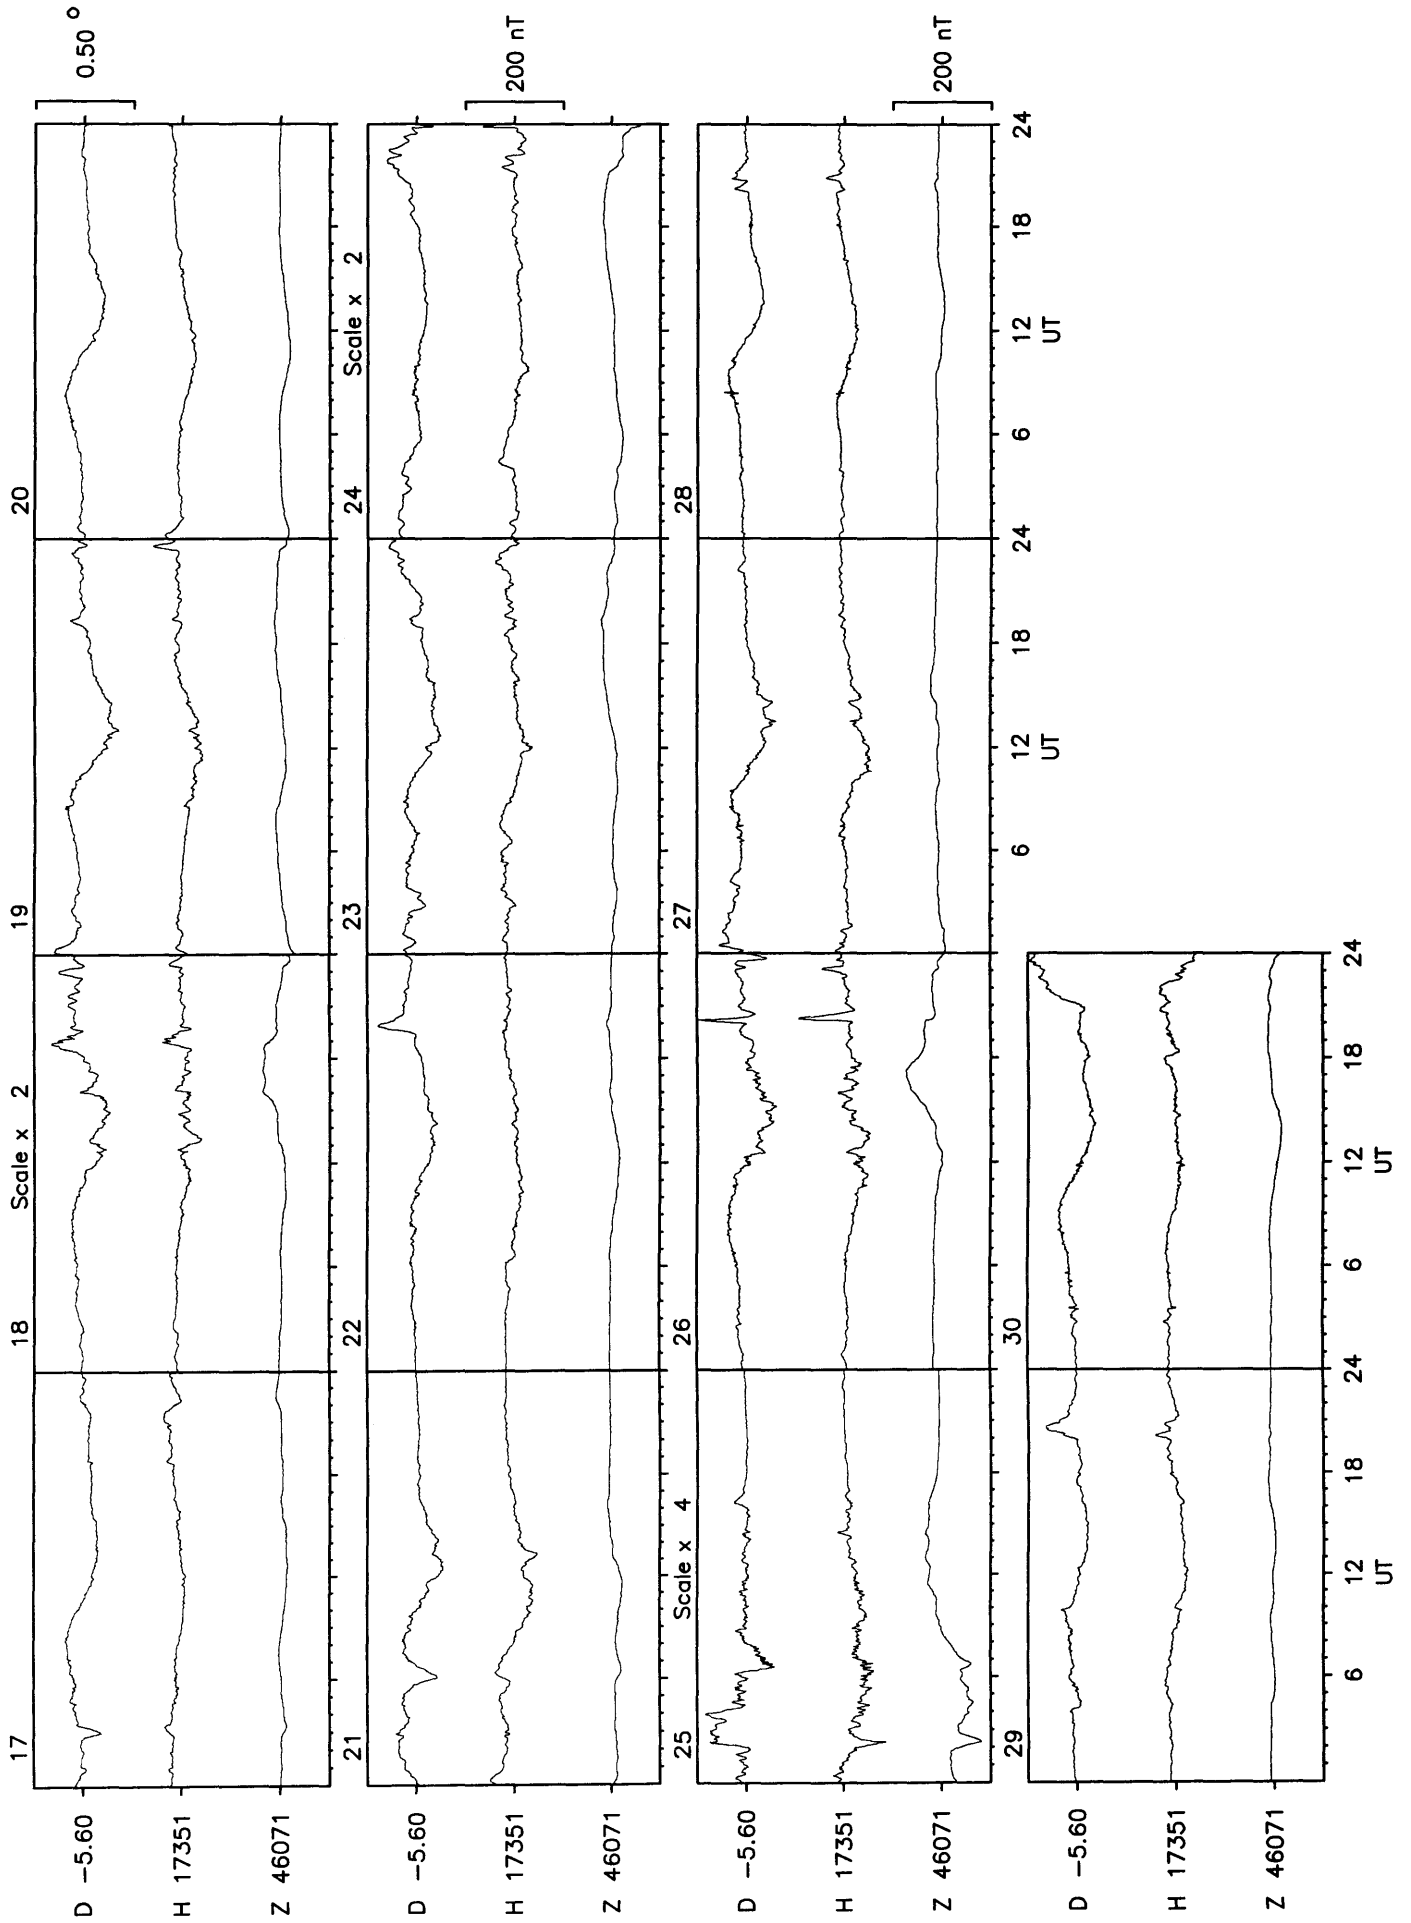 17
18 Scale x 2
19
20
D -5.60
H 17351
Z 46071
0.50 °
21
22
23
24 Scale x 2
D -5.60
H 17351
Z 46071
200 nT
25 Scale x 4
26
27
28
D -5.60
H 17351
Z 46071
200 nT
6 12 18 24 6 12 18 24
UT UT
29
30
D -5.60
H 17351
Z 46071
6 12 18 24 6 12 18 24
UT UT